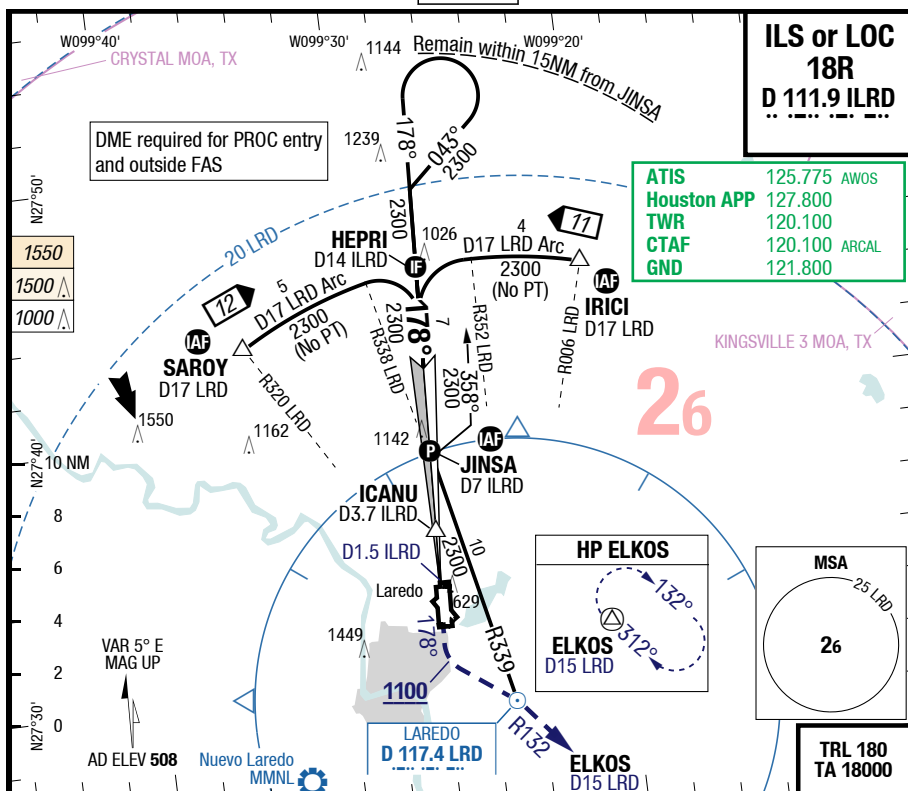 W099°40'
W099°30'
W099°20'
1144
Remain within 15NM from JINSA
CRYSTAL MOA, TX
ILS or LOC
18R
D 111.9 ILRD
DME required for PROC entry
and outside FAS
1239
178°
043°
2300
ATIS 125.775 AWOS
Houston APP 127.800
TWR 120.100
CTAF 120.100 ARCAL
GND 121.800
N27°50'
20 LRD
2300
HEPRI
D14 ILRD
IF
1026
4
D17 LRD Arc
2300
(No PT)
11
IAF
IRICI
D17 LRD
1550
1500
1000
12
5
D17 LRD Arc
2300
(No PT)
IAF
SAROY
D17 LRD
2300
178°
7
R338 LRD
R352 LRD
R006 LRD
R320 LRD
358°
2300
KINGSVILLE 3 MOA, TX
26
1550
1162
1142
P
IAF
JINSA
D7 ILRD
N27°40'
10 NM
8
6
4
2
0
ICANU
D3.7 ILRD
D1.5 ILRD
2300
10
Laredo
629
1449
178°
R339
1100
HP ELKOS
132°
312°
ELKOS
D15 LRD
MSA
25 LRD
26
VAR 5° E
MAG UP
AD ELEV 508
N27°30'
Nuevo Laredo
MMNL
LAREDO
D 117.4 LRD
R132
ELKOS
D15 LRD
TRL 180
TA 18000